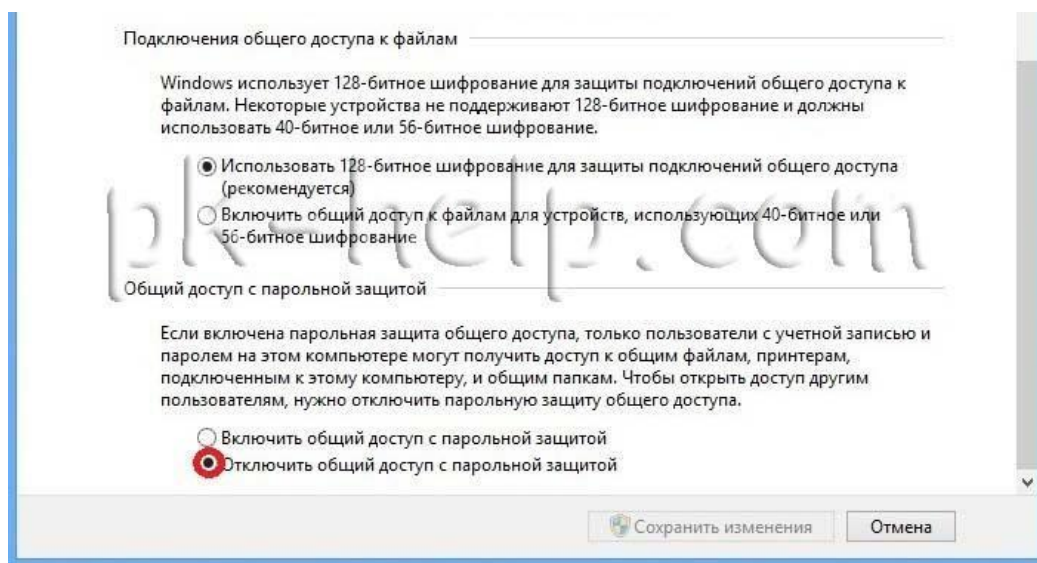 Подключения общего доступа к файлам
Windows использует 128-битное шифрование для защиты подключений общего доступа к
файлам. Некоторые устройства не поддерживают 128-битное шифрование и должны
использовать 40-битное или 56-битное шифрование.
Использовать 128-битное шифрование для защиты подключений общего доступа
(рекомендуется)
Включить общий доступ к файлам для устройств, использующих 40-битное или
56-битное шифрование
pk-help.com
Общий доступ с парольной защитой
Если включена парольная защита общего доступа, только пользователи с учетной записью и
паролем на этом компьютере могут получить доступ к общим файлам, принтерам,
подключенным к этому компьютеру, и общим папкам. Чтобы открыть доступ другим
пользователям, нужно отключить парольную защиту общего доступа.
Включить общий доступ с парольной защитой
Отключить общий доступ с парольной защитой
Сохранить изменения
Отмена